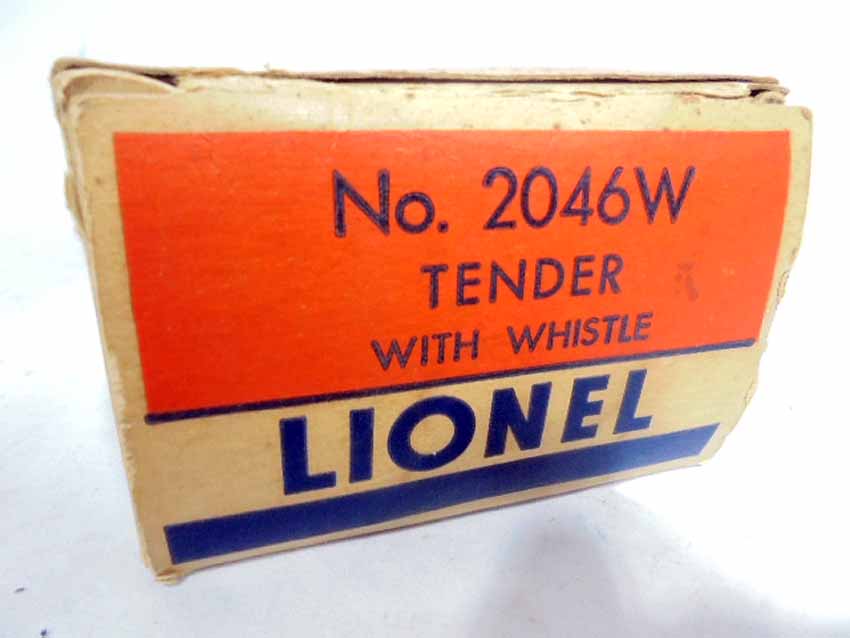 No. 2046W
TENDER
WITH WHISTLE
LIONEL